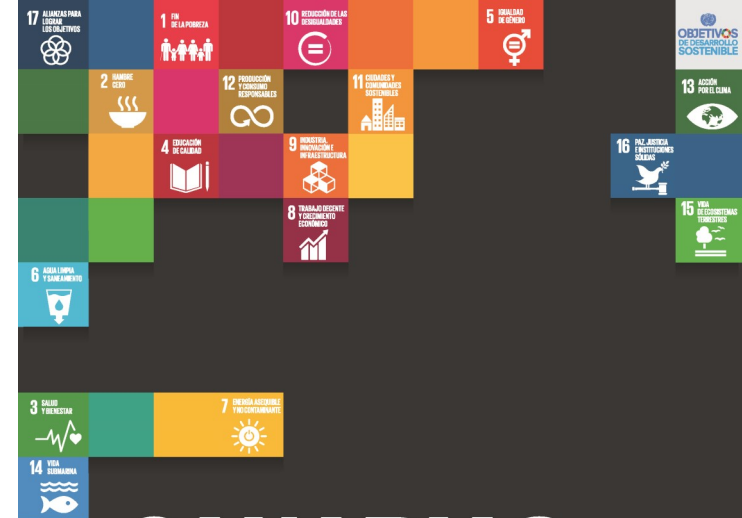 17 ALIANZAS PARA
LOGRAR
LOS OBJETIVOS
1 FIN
DE LA POBREZA
10 REDUCCIÓN DE LAS
DESIGUALDADES
5 IGUALDAD
DE GÉNERO
OBJETIVOS
DE DESARROLLO
SOSTENIBLE
2 HAMBRE
CERO
12 PRODUCCIÓN
Y CONSUMO
RESPONSABLES
11 CIUDADES Y
COMUNIDADES
SOSTENIBLES
13 ACCIÓN
POR EL CLIMA
4 EDUCACIÓN
DE CALIDAD
9 INDUSTRIA,
INNOVACIÓN E
INFRAESTRUCTURA
16 PAZ, JUSTICIA
E INSTITUCIONES
SÓLIDAS
8 TRABAJO DECENTE
Y CRECIMIENTO
ECONÓMICO
15 VIDA
DE ECOSISTEMAS
TERRESTRES
6 AGUA LIMPIA
Y SANEAMIENTO
3 SALUD
Y BIENESTAR
7 ENERGÍA ASEQUIBLE
Y NO CONTAMINANTE
14 VIDA
SUBMARINA